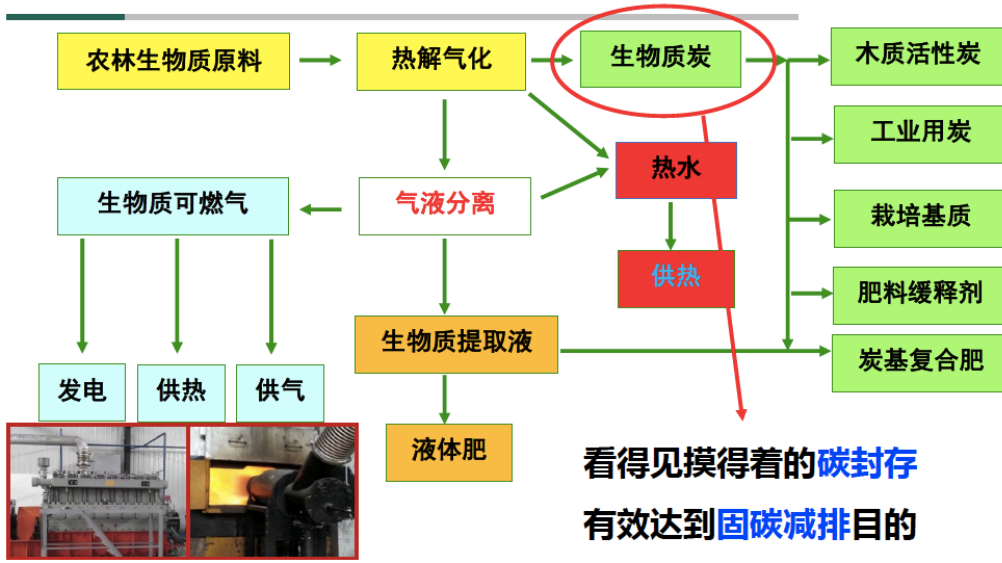 农林生物质原料
热解气化
生物质炭
木质活性炭
工业用炭
热水
生物质可燃气
气液分离
栽培基质
供热
肥料缓释剂
生物质提取液
炭基复合肥
发电
供热
供气
液体肥
看得见摸得着的碳封存
有效达到固碳减排目的